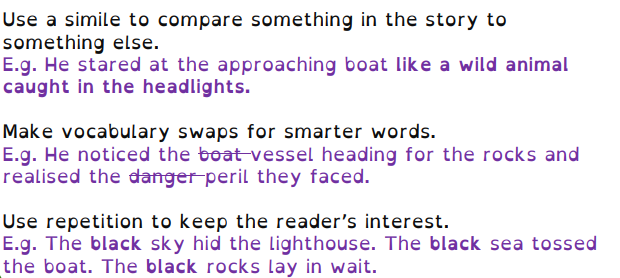 Use a simile to compare something in the story to
something else.
E.g. He stared at the approaching boat like a wild animal
caught in the headlights.
Make vocabulary swaps for smarter words.
E.g. He noticed the boat vessel heading for the rocks and
realised the danger peril they faced.
Use repetition to keep the reader's interest.
E.g. The black sky hid the lighthouse. The black sea tossed
the boat. The black rocks lay in wait.